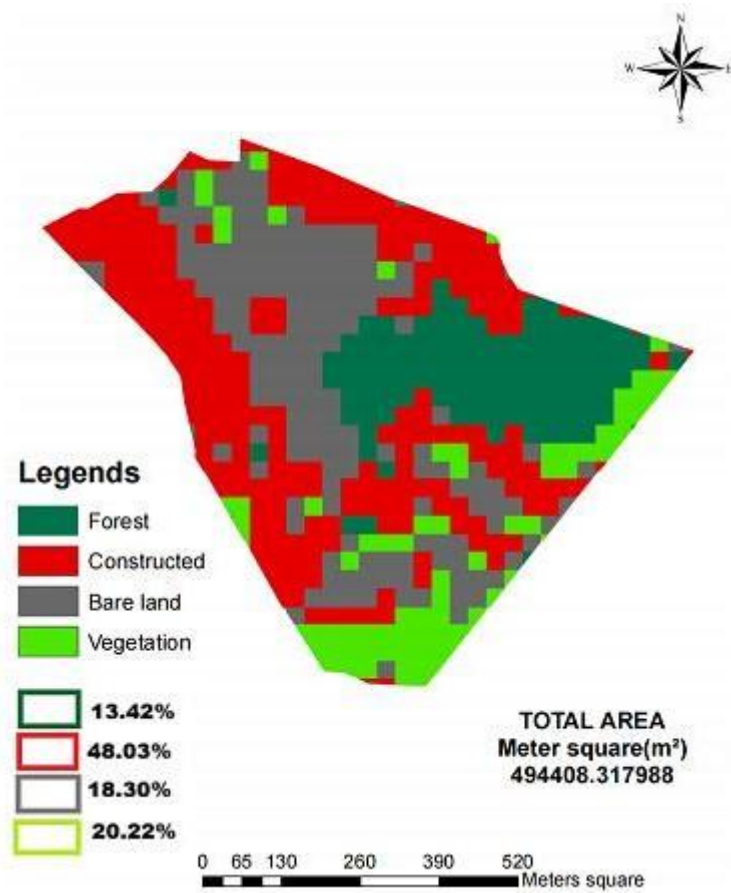 N
W
E
S
Legends
Forest
Constructed
Bare land
Vegetation
13.42%
48.03%
18.30%
20.22%
TOTAL AREA
Meter square(m²)
494408.317988
0 65 130 260 390 520
Meters square